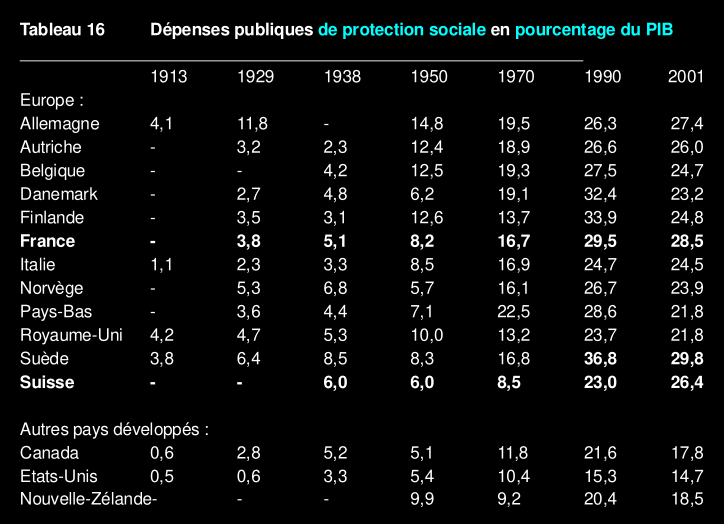 Tableau 16 Dépenses publiques de protection sociale en pourcentage du PIB
1913 1929 1938 1950 1970 1990 2001
Europe :
Allemagne 4,1 11,8 - 14,8 19,5 26,3 27,4
Autriche - 3,2 2,3 12,4 18,9 26,6 26,0
Belgique - - 4,2 12,5 19,3 27,5 24,7
Danemark - 2,7 4,8 6,2 19,1 32,4 23,2
Finlande - 3,5 3,1 12,6 13,7 33,9 24,8
France - 3,8 5,1 8,2 16,7 29,5 28,5
Italie 1,1 2,3 3,3 8,5 16,9 24,7 24,5
Norvège - 5,3 6,8 5,7 16,1 26,7 23,9
Pays-Bas - 3,6 4,4 7,1 22,5 28,6 21,8
Royaume-Uni 4,2 4,7 5,3 10,0 13,2 23,7 21,8
Suède 3,8 6,4 8,5 8,3 16,8 36,8 29,8
Suisse - - 6,0 6,0 8,5 23,0 26,4
Autres pays développés :
Canada 0,6 2,8 5,2 5,1 11,8 21,6 17,8
Etats-Unis 0,5 0,6 3,3 5,4 10,4 15,3 14,7
Nouvelle-Zélande- - - 9,9 9,2 20,4 18,5